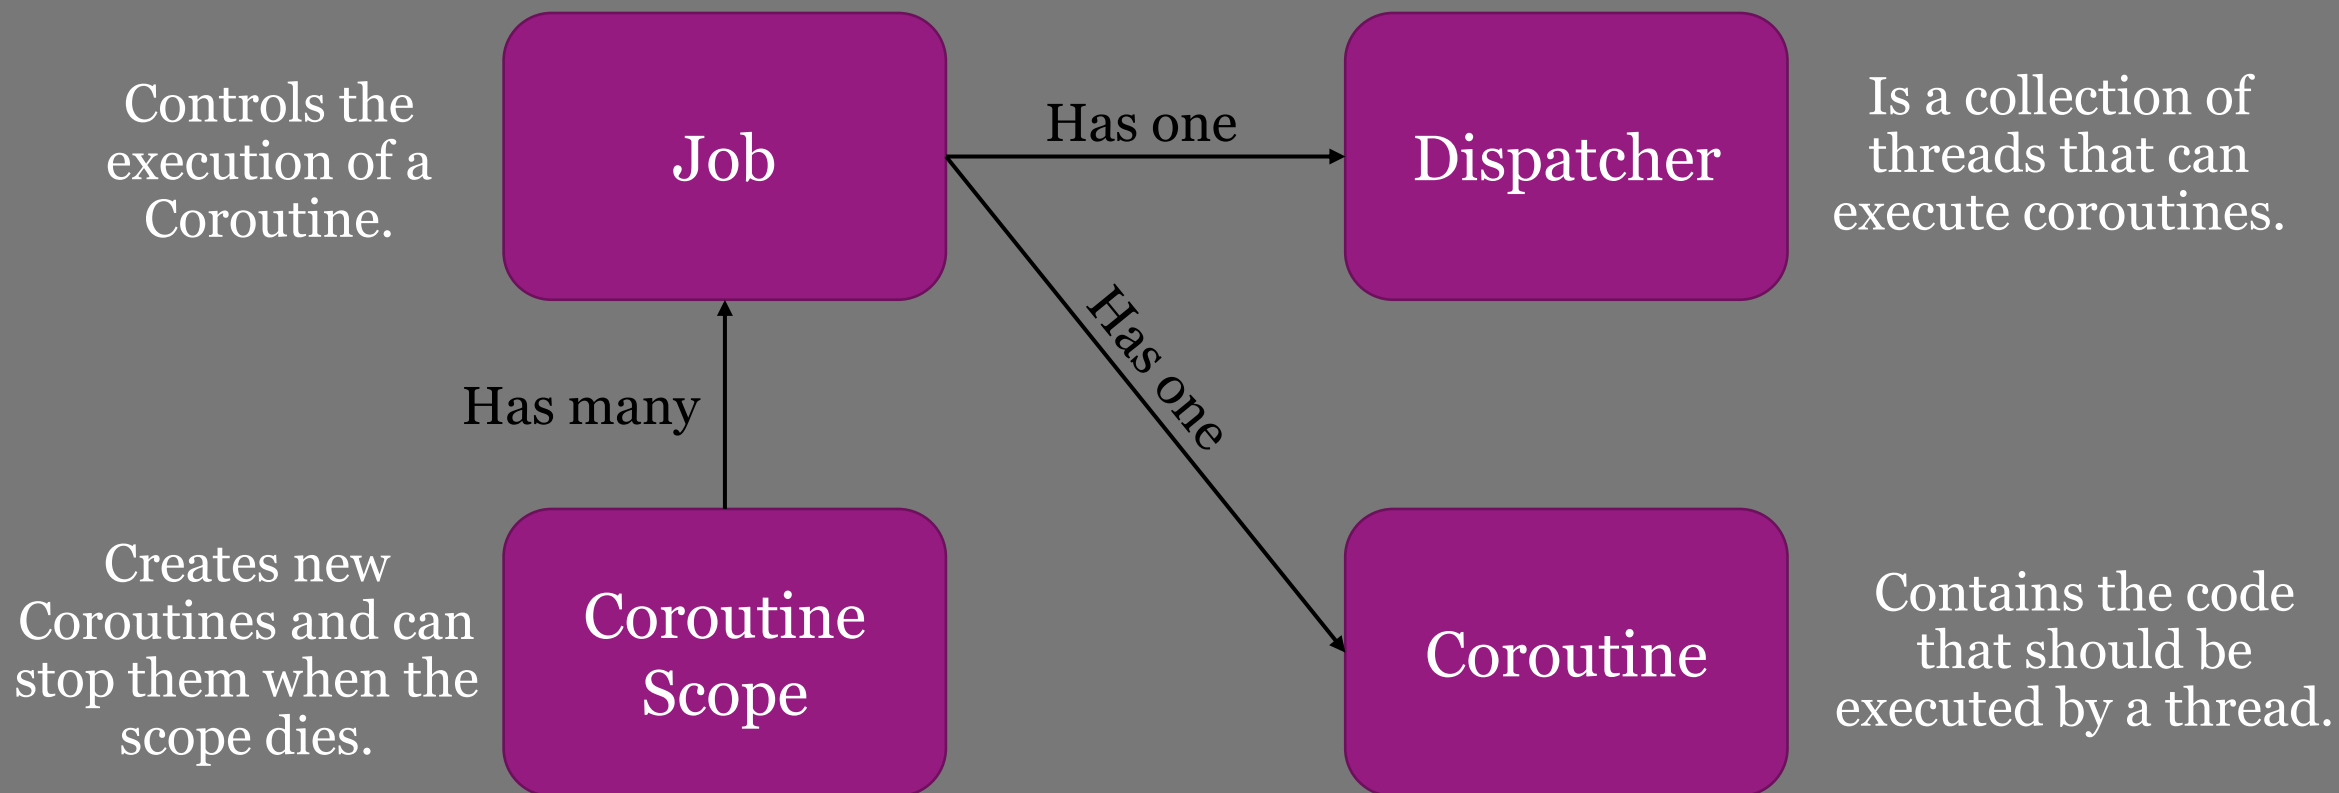 Controls the
execution of a
Coroutine.
Job
Has one
Dispatcher
Is a collection of
threads that can
execute coroutines.
Has many
Has one
Creates new
Coroutines and can
stop them when the
scope dies.
Coroutine
Scope
Coroutine
Contains the code
that should be
executed by a thread.